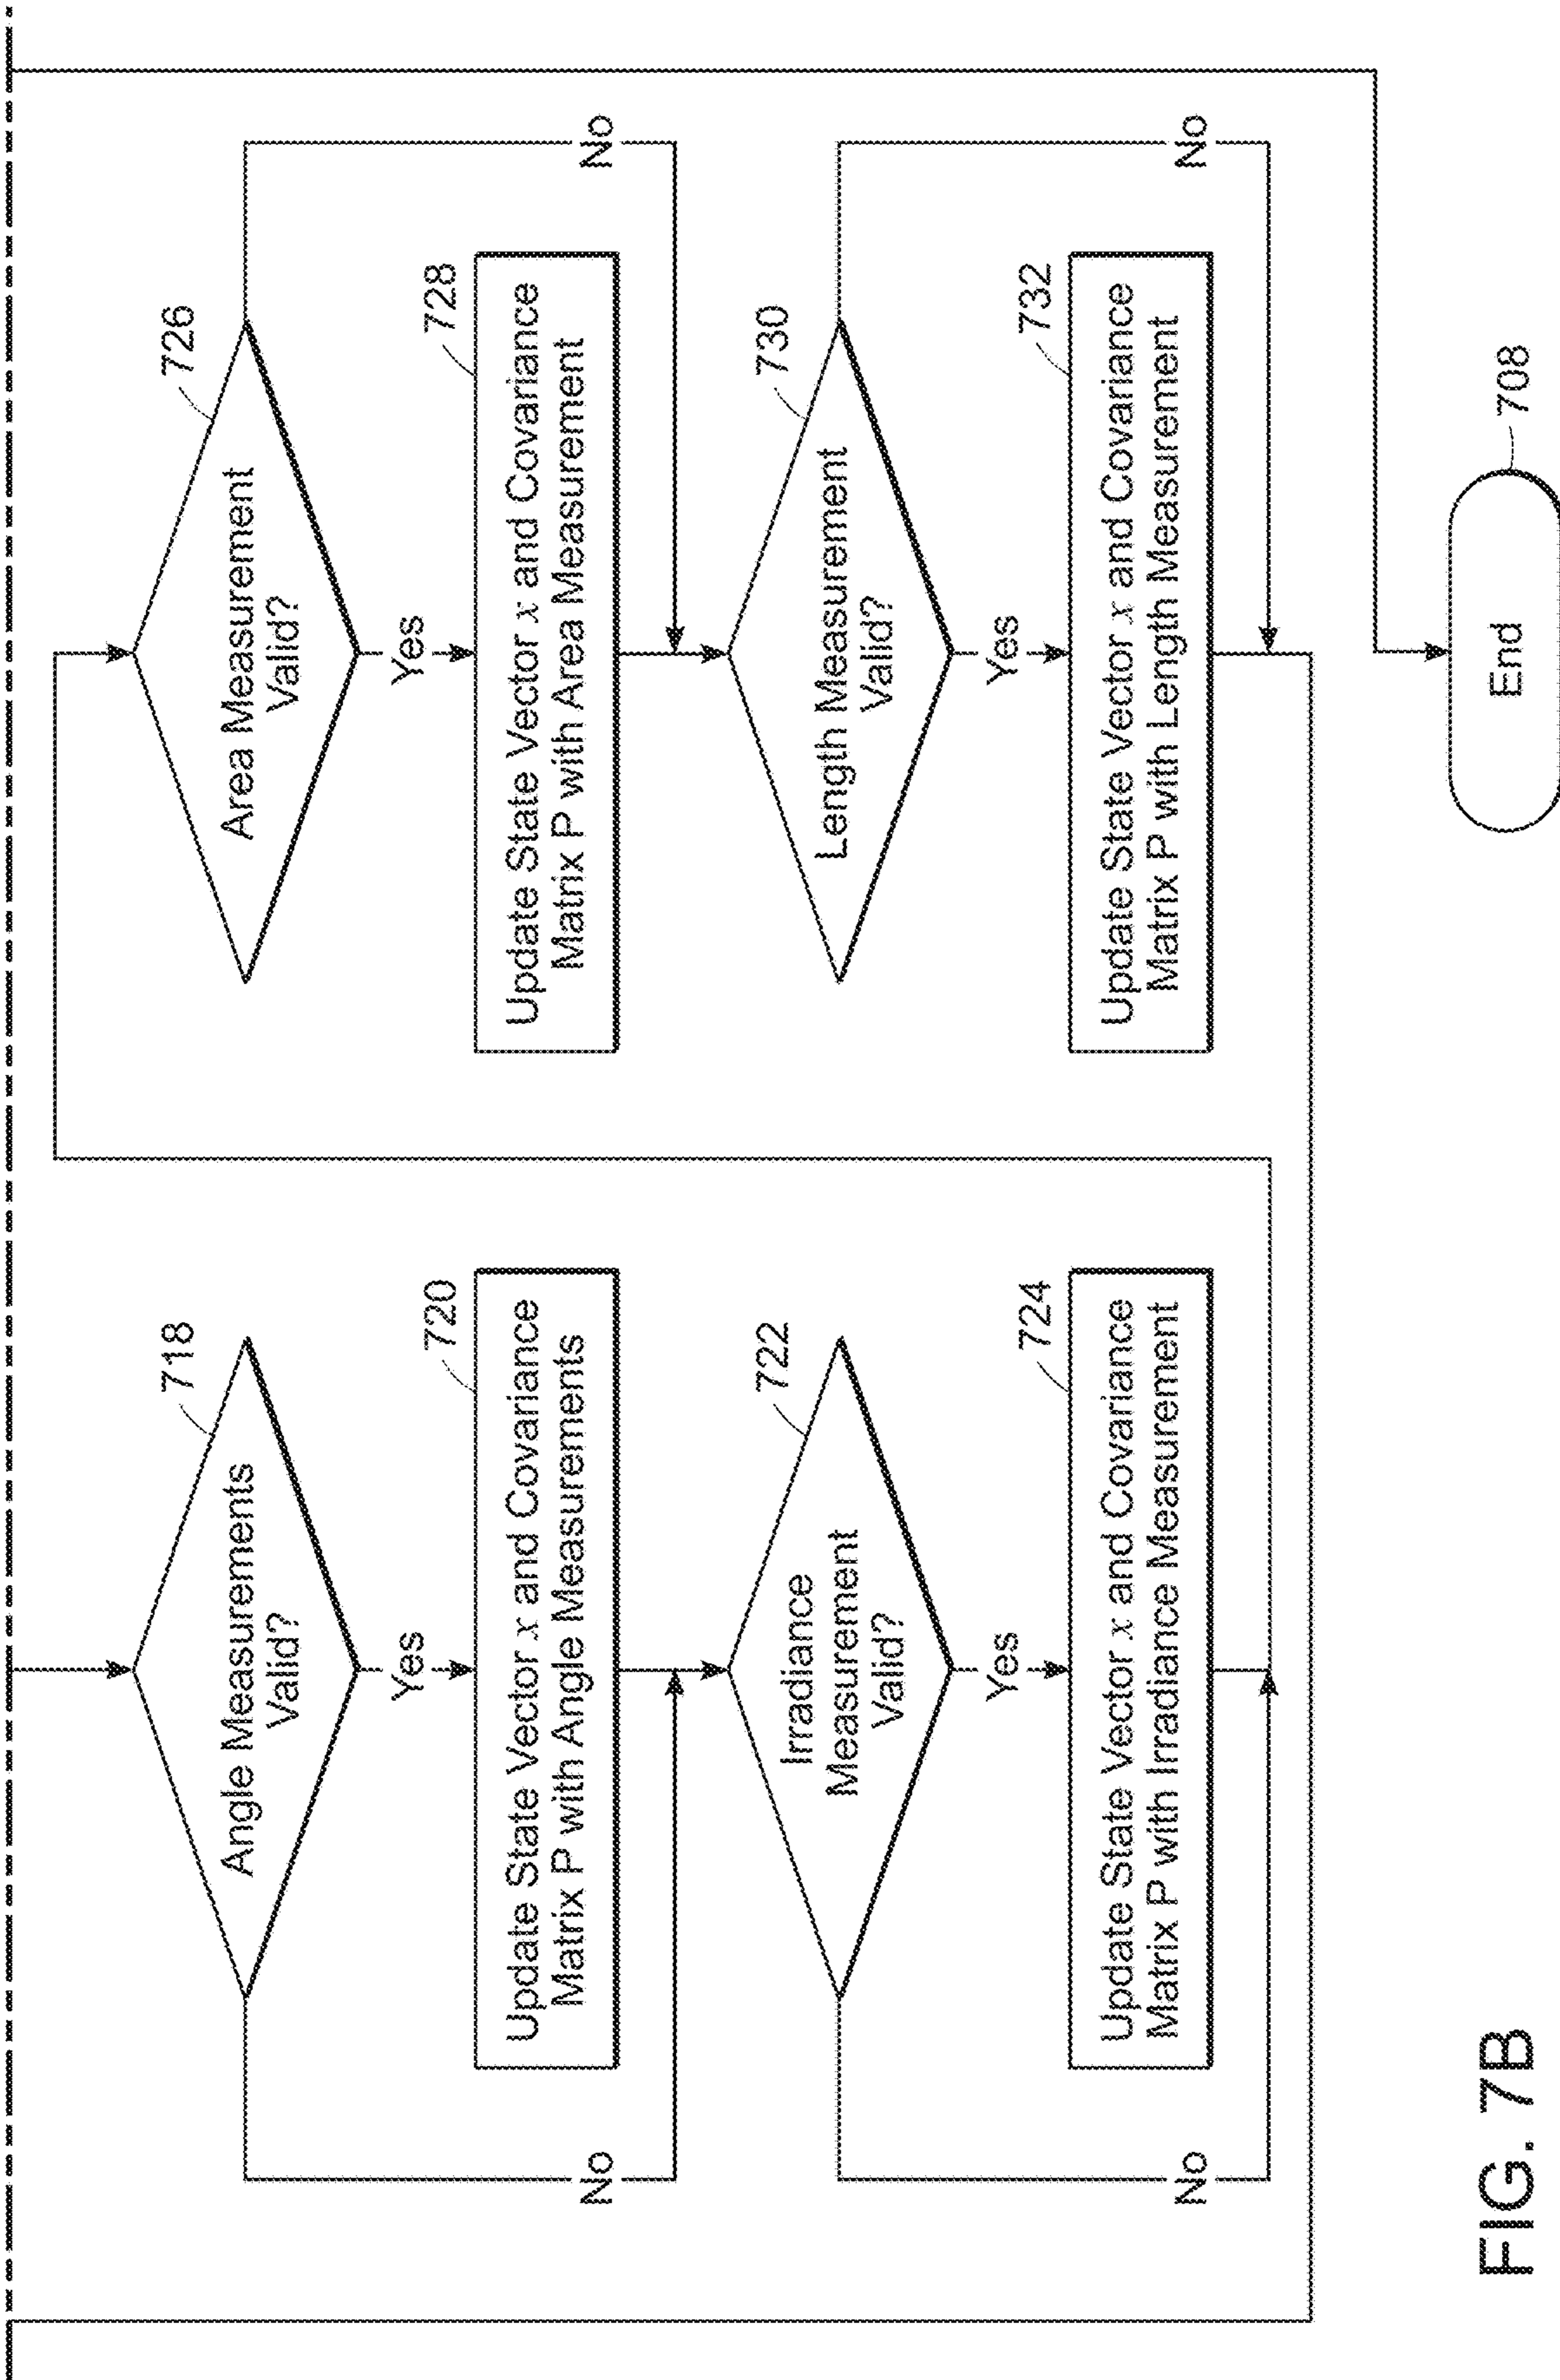 718
Angle Measurements
Valid?
Yes
No
720
Update State Vector x and Covariance
Matrix P with Angle Measurements
722
Irradiance
Measurement
Valid?
Yes
No
724
Update State Vector x and Covariance
Matrix P with Irradiance Measurement
726
Area Measurement
Valid?
Yes
No
728
Update State Vector x and Covariance
Matrix P with Area Measurement
730
Length Measurement
Valid?
Yes
No
732
Update State Vector x and Covariance
Matrix P with Length Measurement
End
708
FIG. 7B